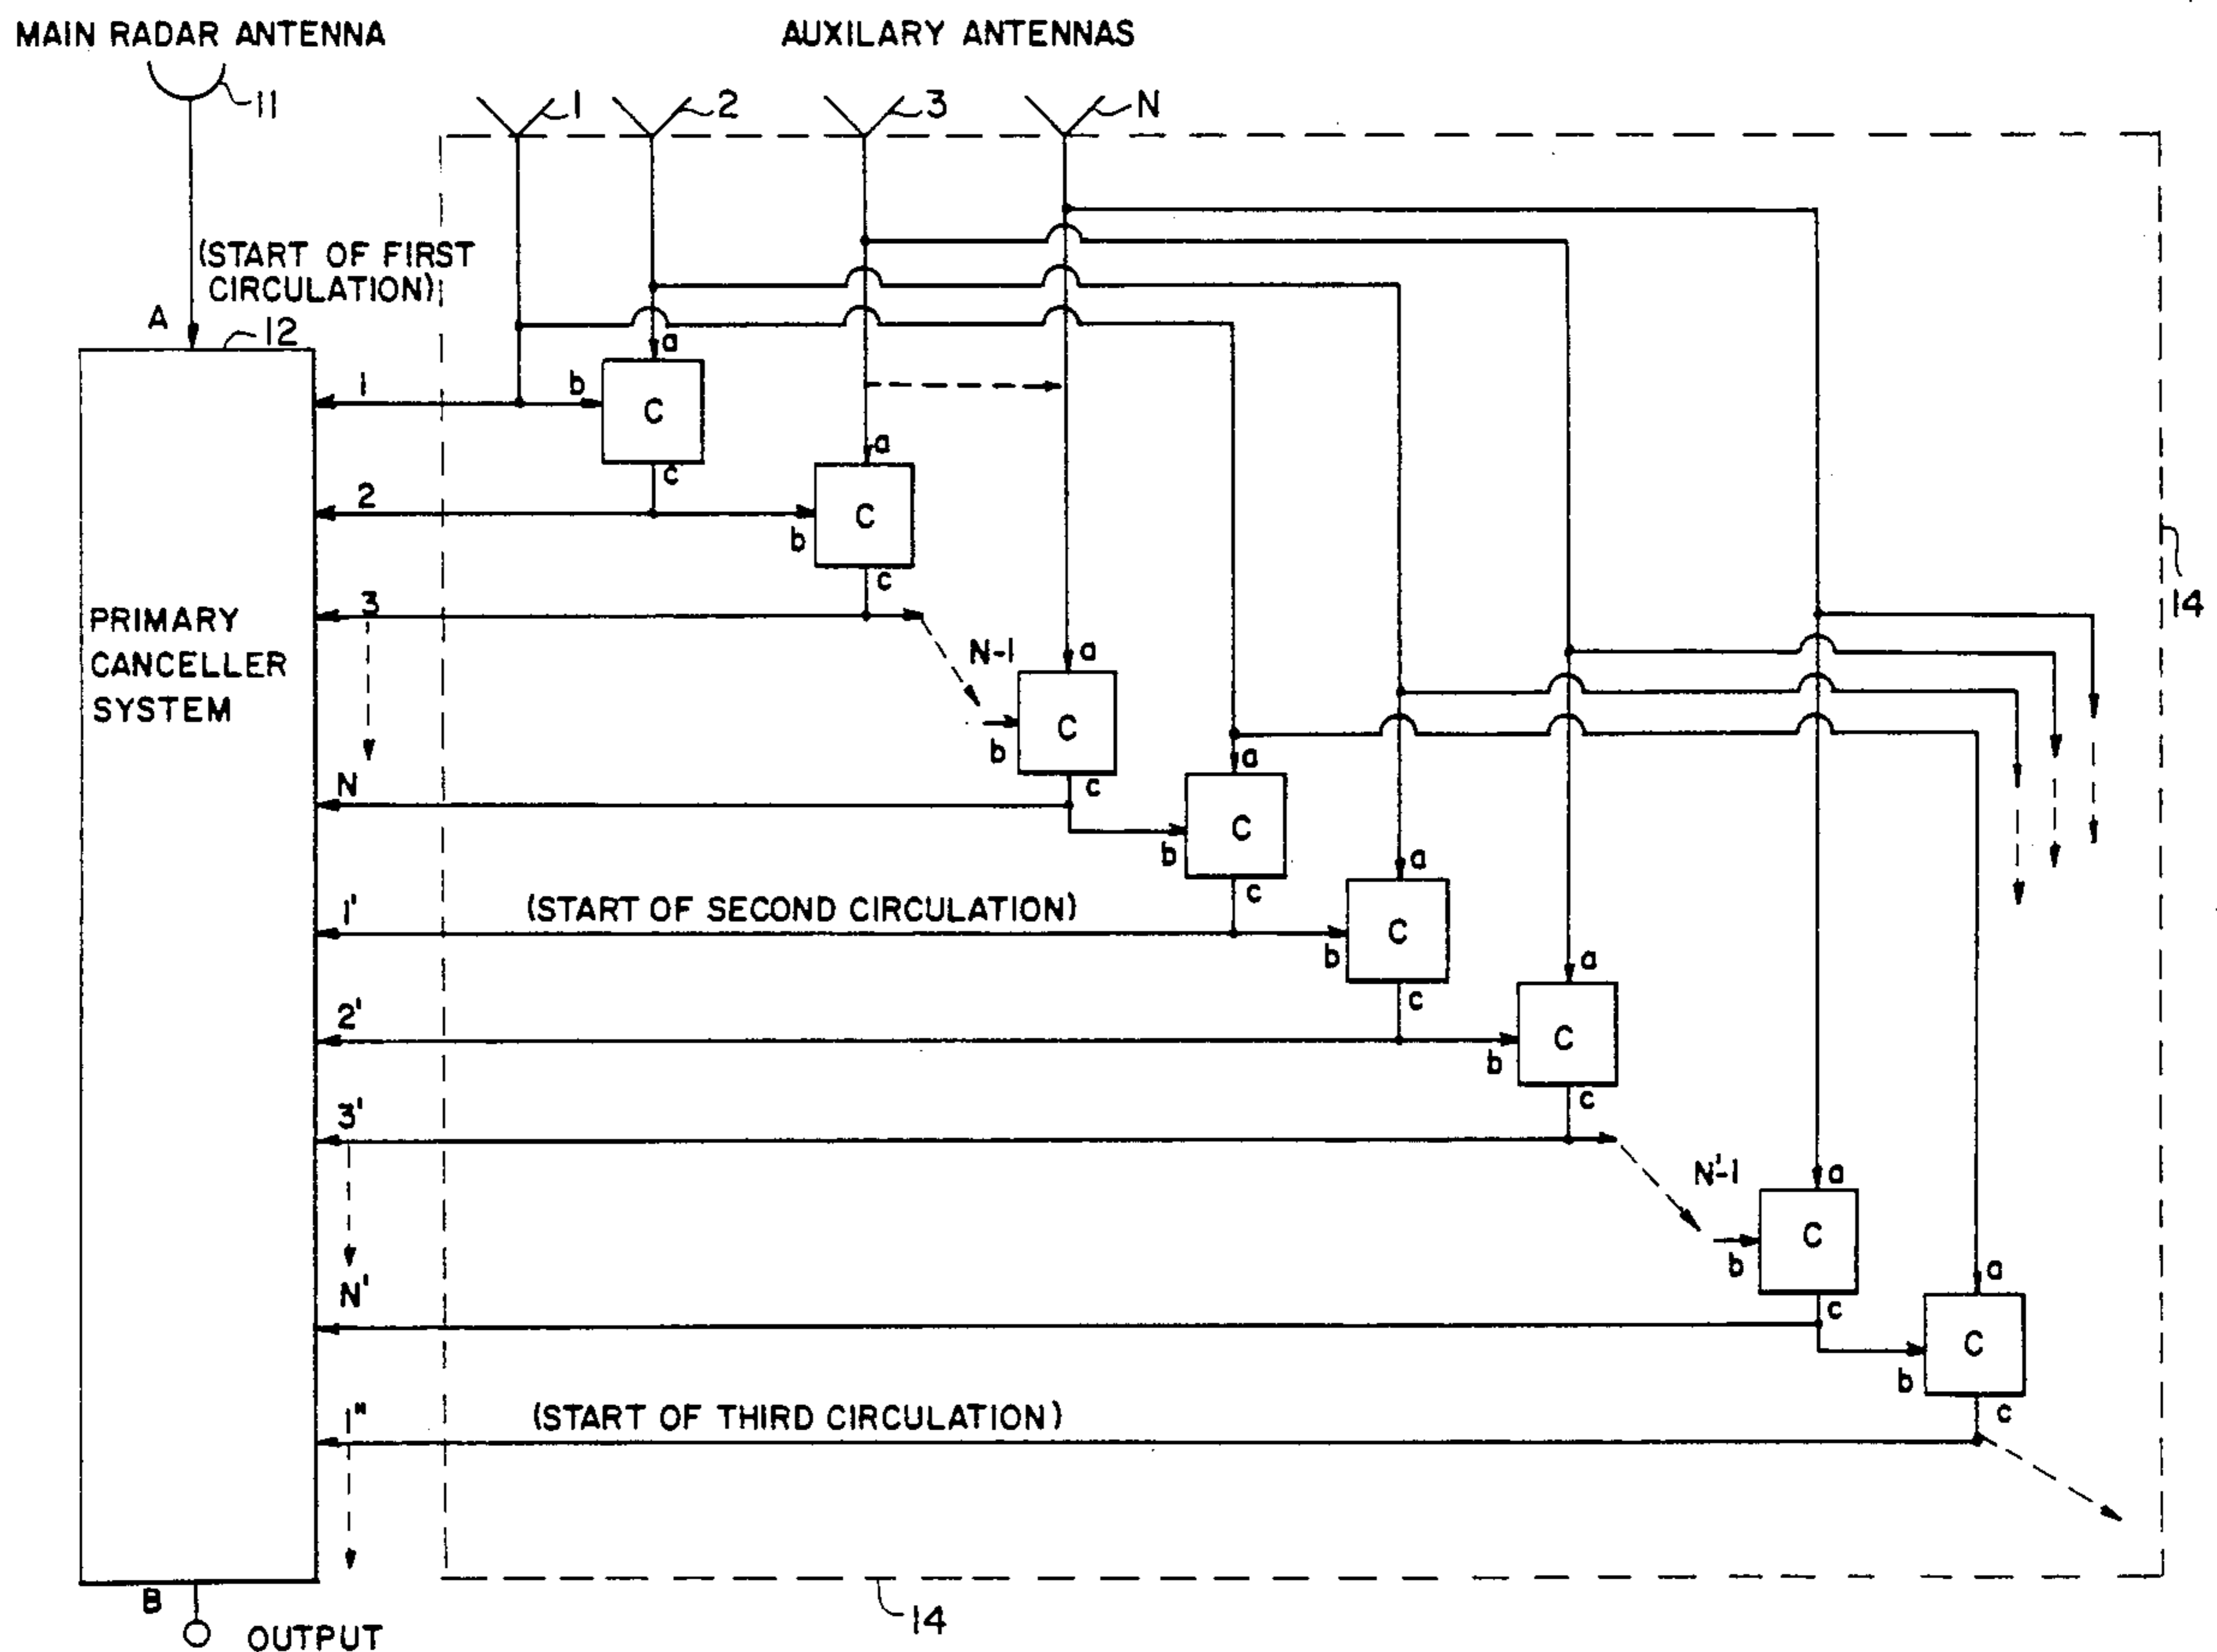 MAIN RADAR ANTENNA
AUXILARY ANTENNAS
11
1
2
3
N
(START OF FIRST
CIRCULATION)
A
12
a
1
b
C
c
a
2
b
C
c
3
PRIMARY
CANCELLER
SYSTEM
14
N-1
a
b
C
c
N
a
b
C
c
1'
(START OF SECOND CIRCULATION)
a
b
C
c
2'
a
b
C
c
3'
N'-1
a
b
C
c
N'
a
b
C
c
1"
(START OF THIRD CIRCULATION)
B
OUTPUT
14